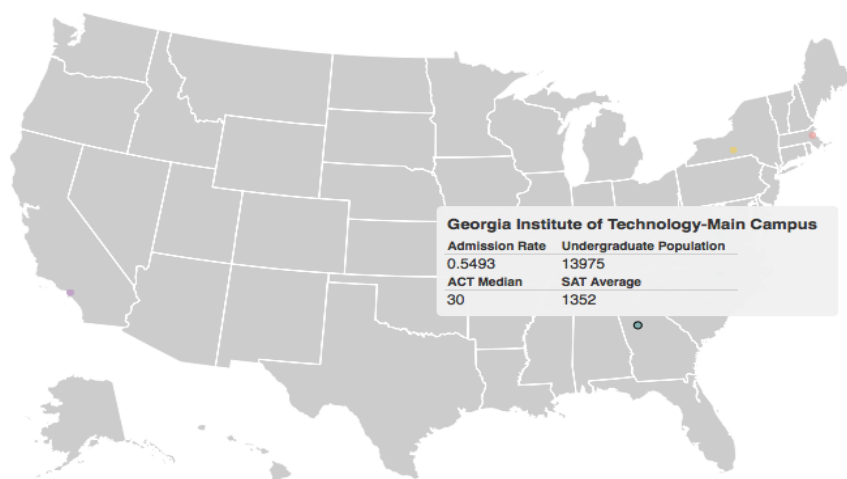 Georgia Institute of Technology-Main Campus
Admission Rate Undergraduate Population
0.5493 13975
ACT Median SAT Average
30 1352